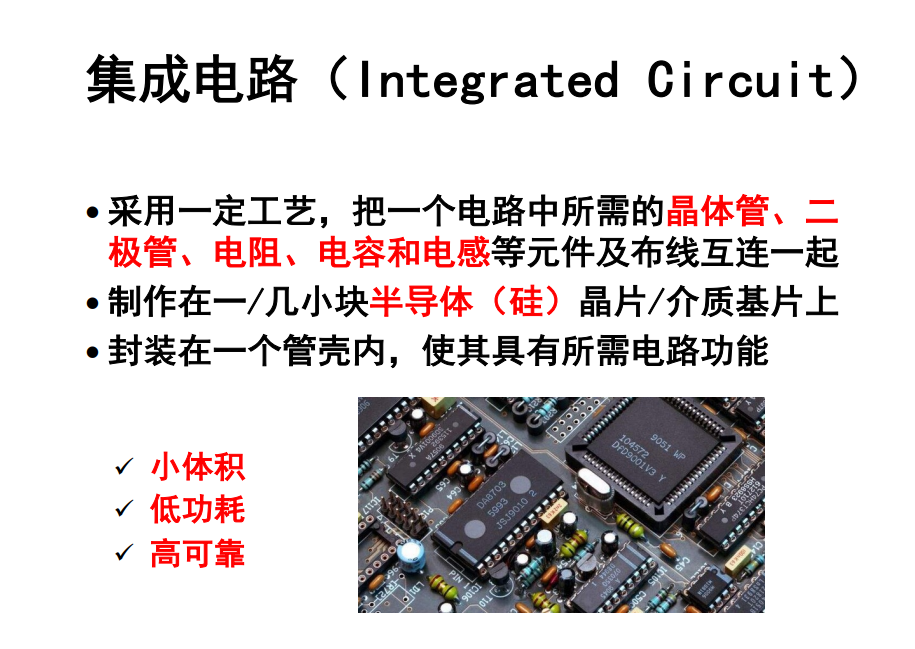 集成电路（Integrated Circuit）
•采用一定工艺，把一个电路中所需的晶体管、二
极管、电阻、电容和电感等元件及布线互连一起
•制作在一/几小块半导体（硅）晶片/介质基片上
•封装在一个管壳内，使其具有所需电路功能
✓ 小体积
✓ 低功耗
✓ 高可靠
9051 WP
104572
DFD9001V3 Y
DA8703
5993
JSJ9010 2